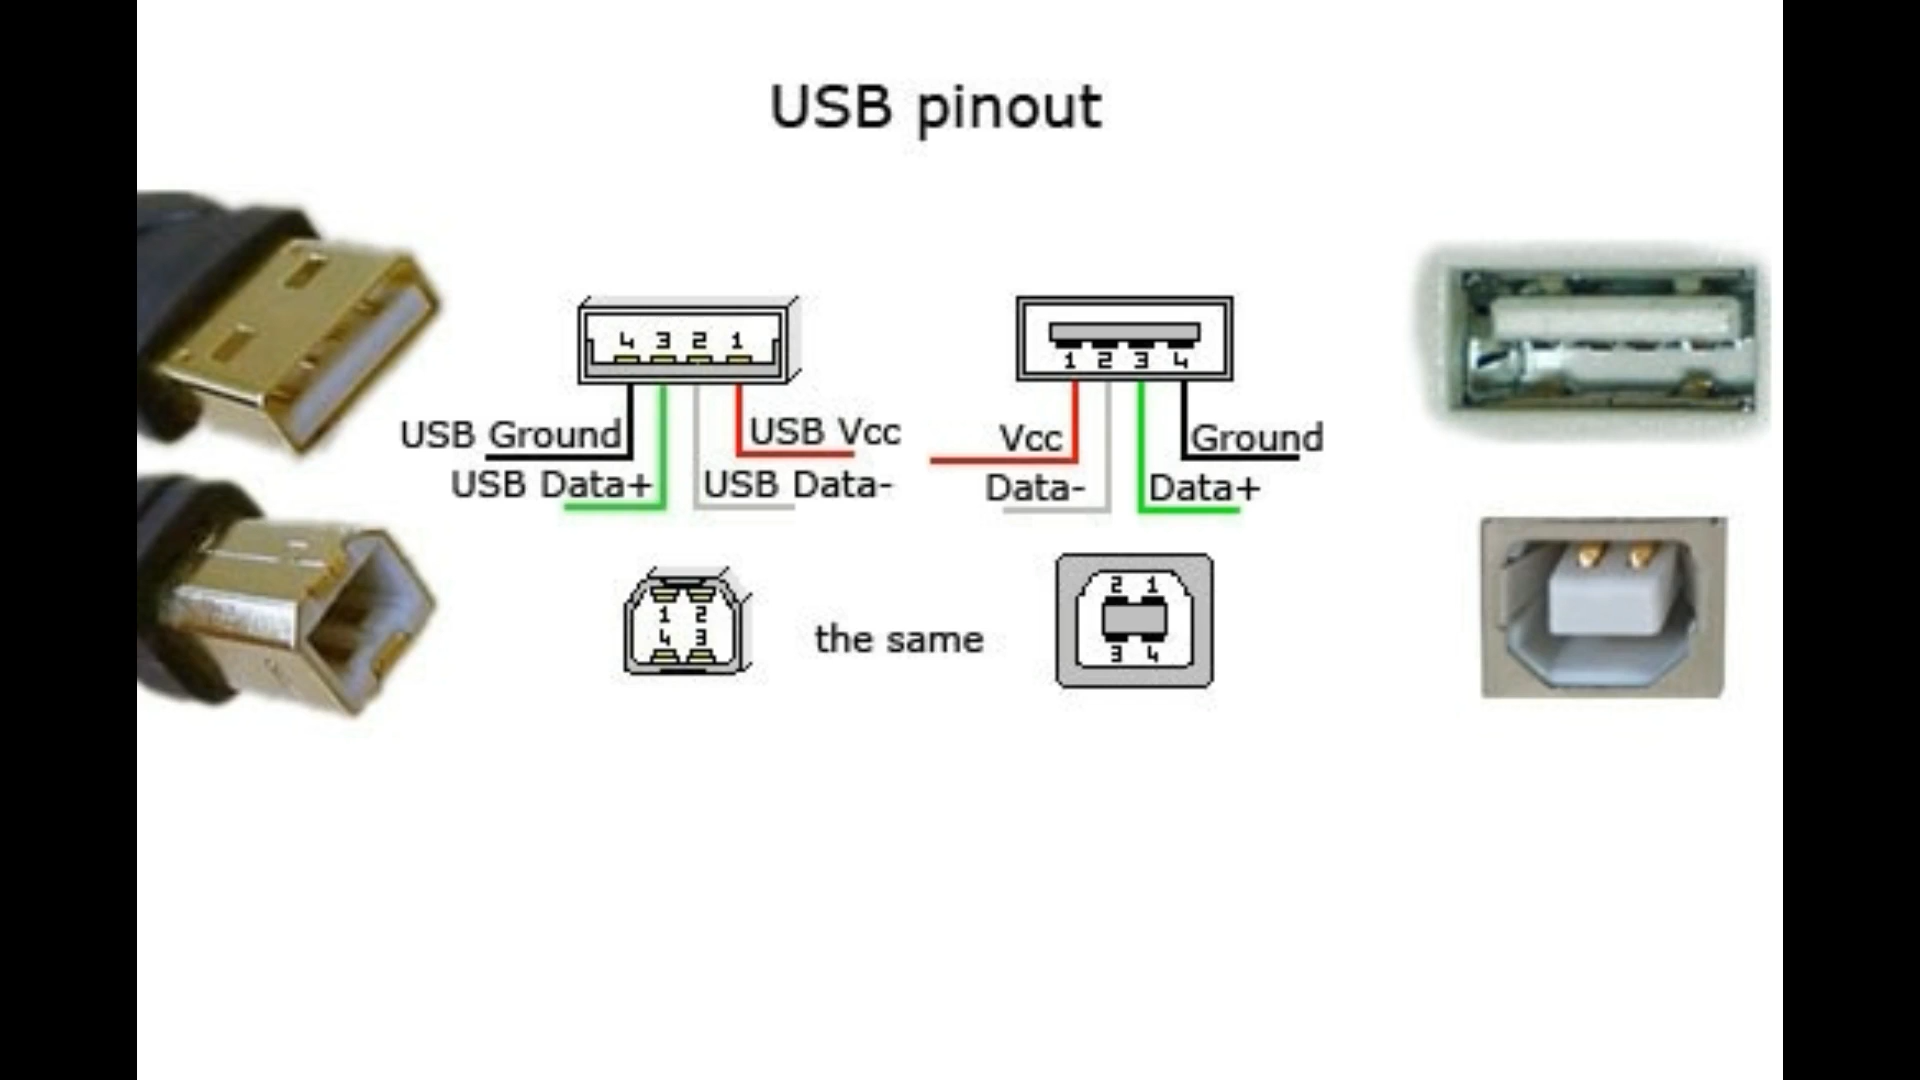 USB pinout
4 3 2 1
1 2 3 4
USB Ground
USB Vcc
Vcc
Ground
USB Data+
USB Data-
Data-
Data+
2 1
1 2
4 3
the same
3 4